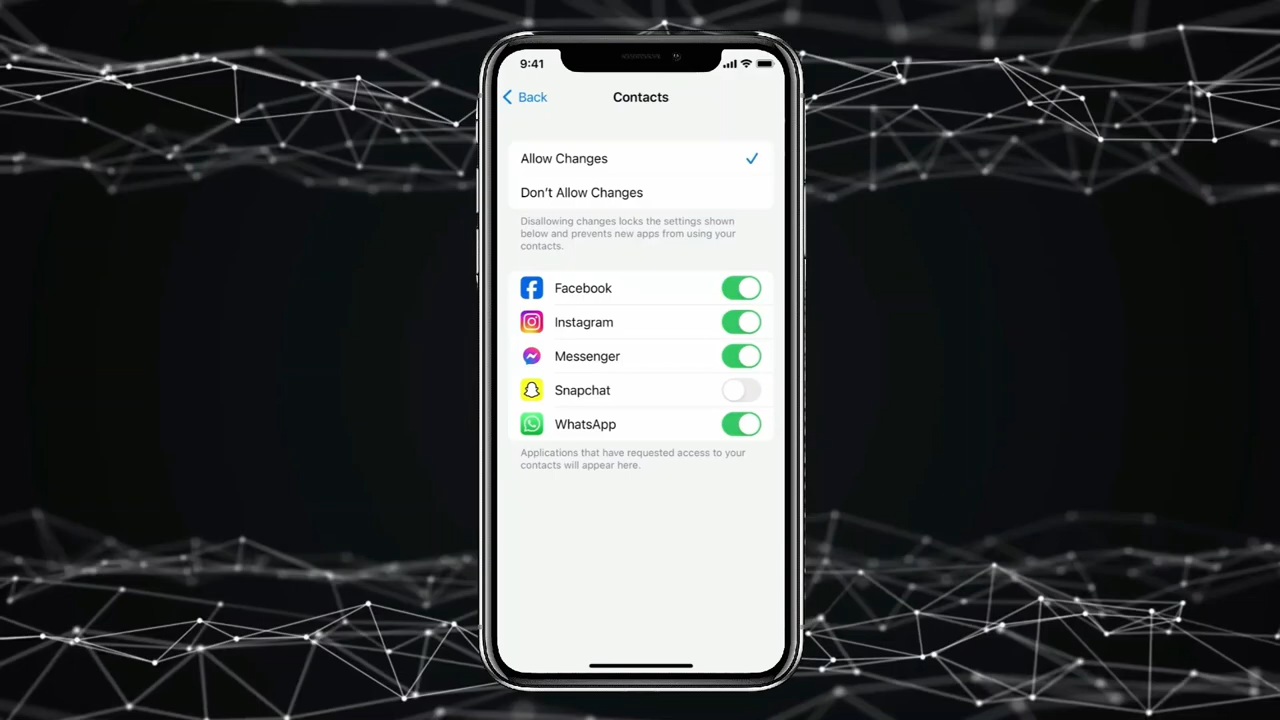 9:41
Back
Contacts
Allow Changes
Don't Allow Changes
Disallowing changes locks the settings shown
below and prevents new apps from using your
contacts.
Facebook
Instagram
Messenger
Snapchat
WhatsApp
Applications that have requested access to your
contacts will appear here.